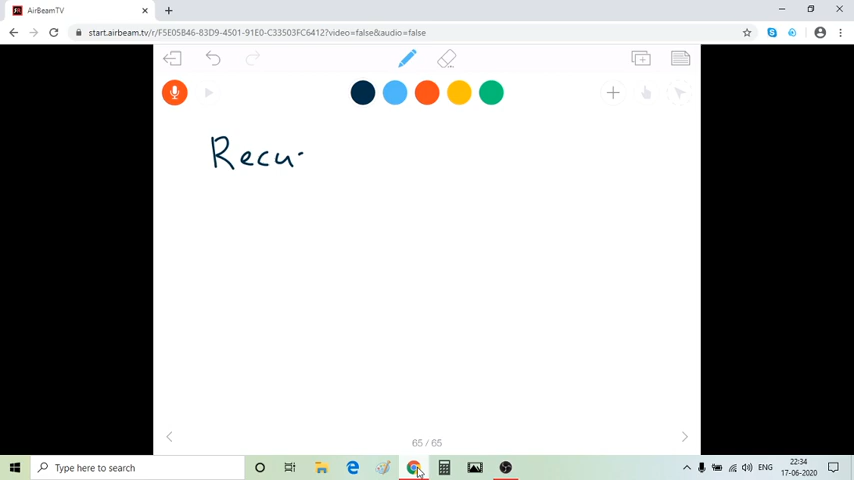 AirBeamTV
start.airbeam.tv/r/F5E05B46-83D9-4501-91E0-C33503FC6412?video=false&audio=false
Recu
65 / 65
Type here to search
ENG
22:34
17-06-2020